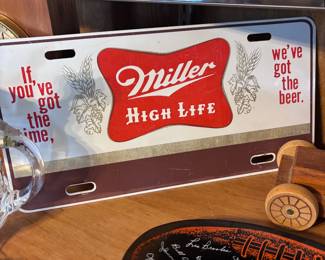 If
you've
got
the
time,
Miller
HIGH LIFE
we've
got
the
beer.